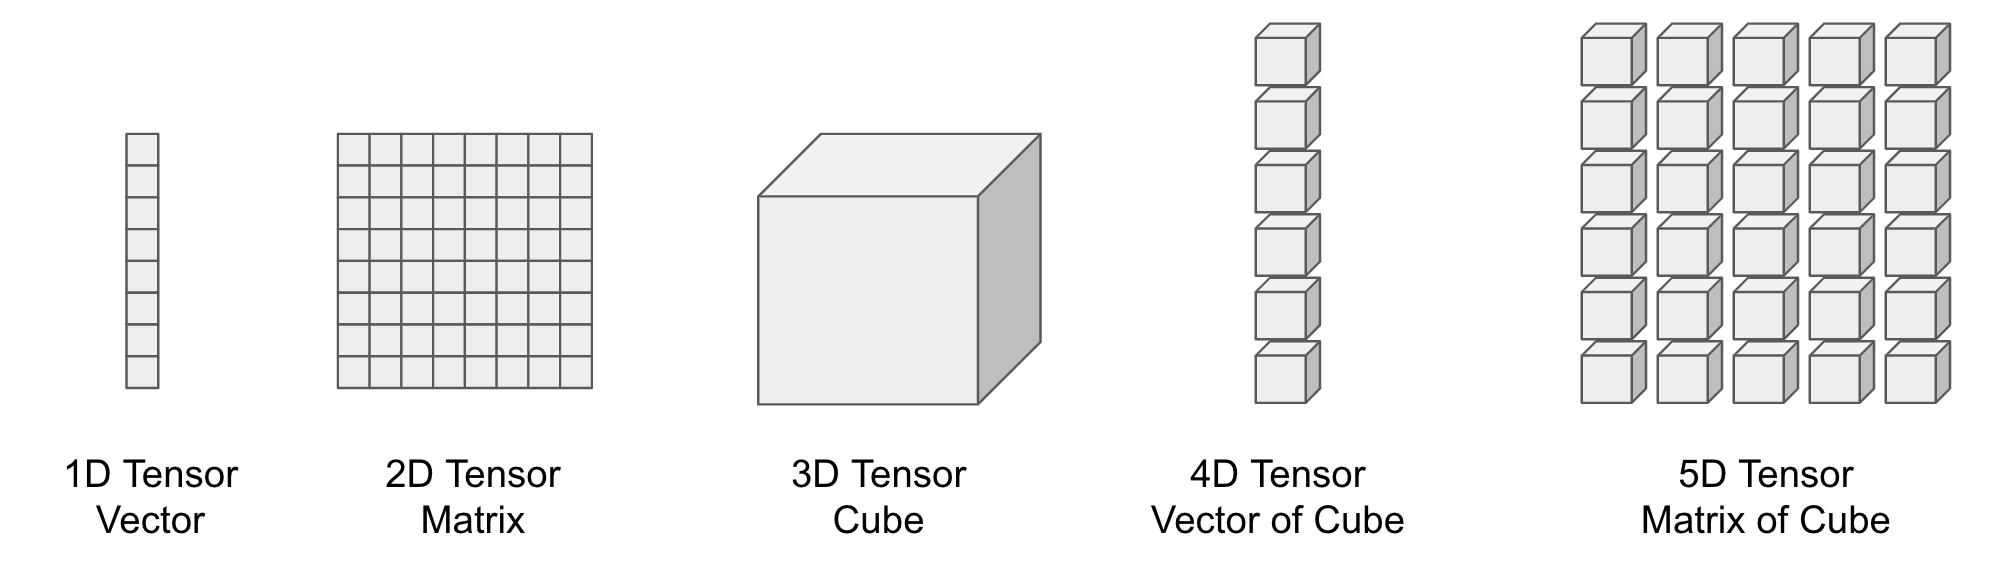 1D Tensor
Vector
2D Tensor
Matrix
3D Tensor
Cube
4D Tensor
Vector of Cube
5D Tensor
Matrix of Cube